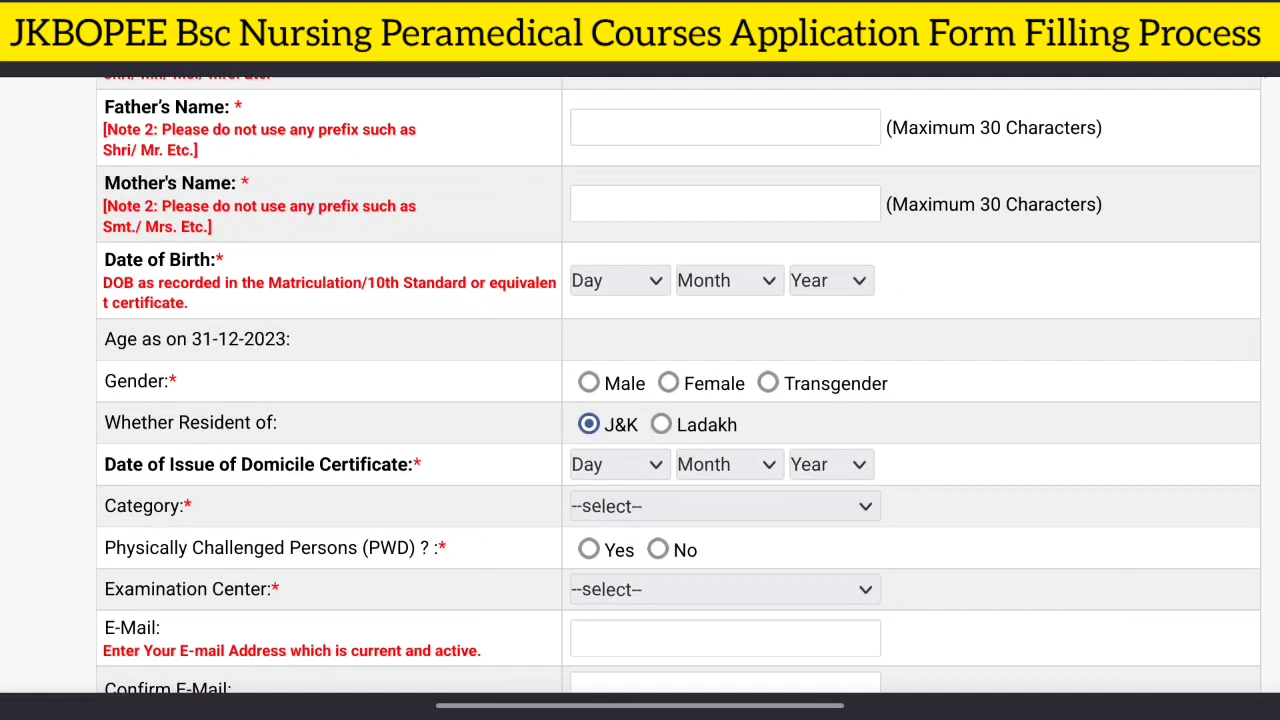 JKBOPEE Bsc Nursing Peramedical Courses Application Form Filling Process
Father's Name: *
[Note 2: Please do not use any prefix such as
Shri/ Mr. Etc.]
(Maximum 30 Characters)
Mother's Name: *
[Note 2: Please do not use any prefix such as
Smt./ Mrs. Etc.]
(Maximum 30 Characters)
Date of Birth:*
DOB as recorded in the Matriculation/10th Standard or equivalen
t certificate.
Day Month Year
Age as on 31-12-2023:
Gender:* Male Female Transgender
Whether Resident of: J&K Ladakh
Date of Issue of Domicile Certificate:* Day Month Year
Category:* --select--
Physically Challenged Persons (PWD) ? :* Yes No
Examination Center:* --select--
E-Mail:
Enter Your E-mail Address which is current and active.
Confirm E-Mail: